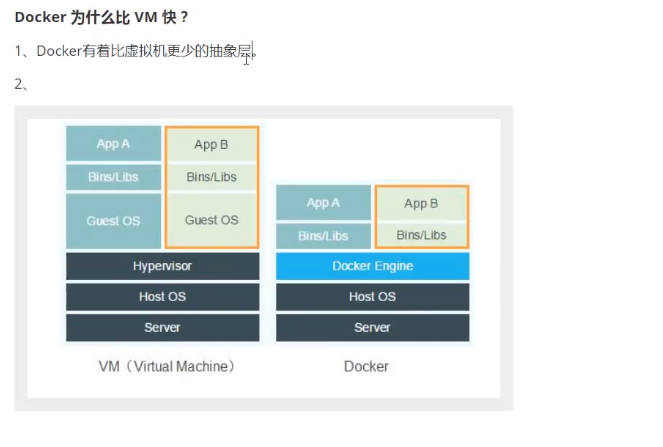 Docker 为什么比 VM 快？
1、Docker有着比虚拟机更少的抽象层。
2、
App A
App B
Bins/Libs
Bins/Libs
Guest OS
Guest OS
Hypervisor
Host OS
Server
VM（Virtual Machine）
App A
App B
Bins/Libs
Bins/Libs
Docker Engine
Host OS
Server
Docker